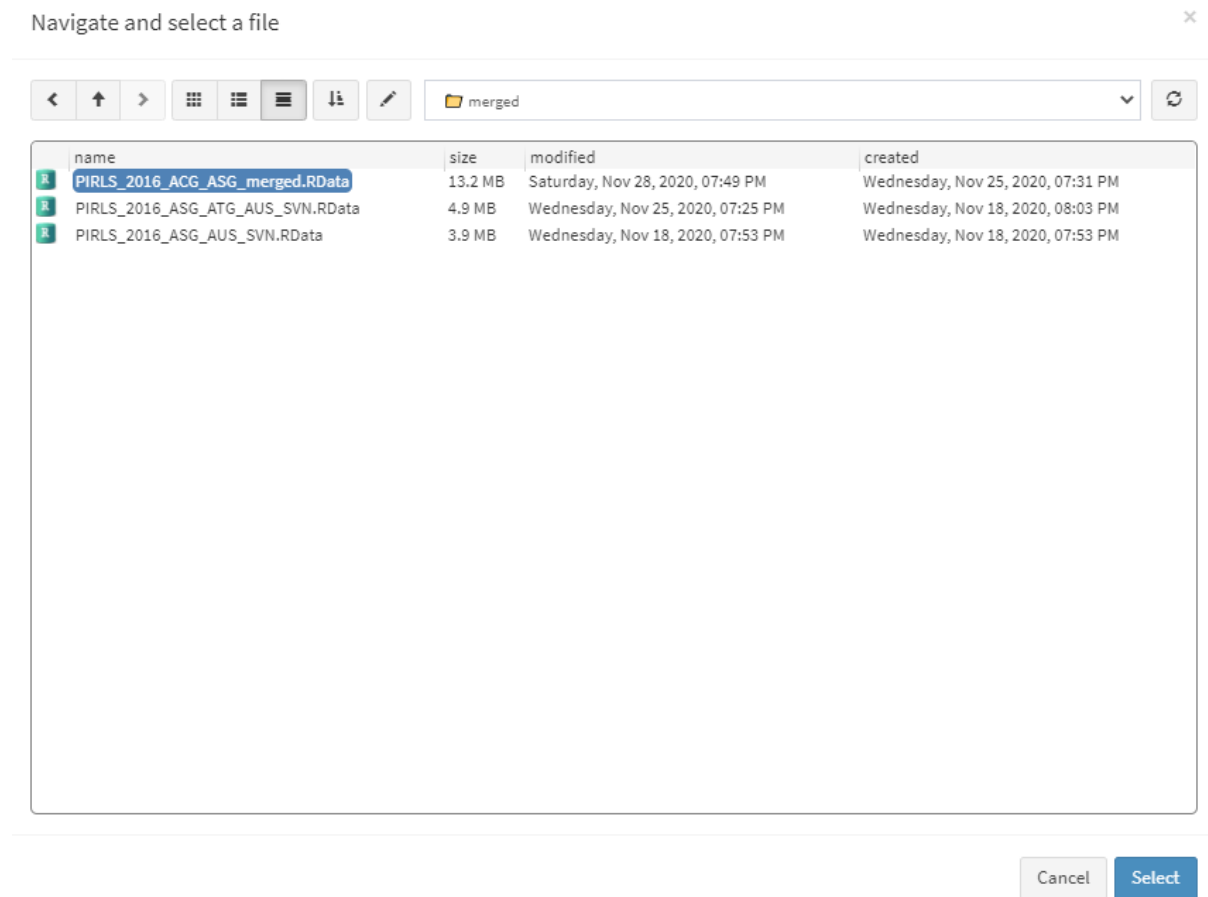 Navigate and select a file
merged
name size modified created
PIRLS_2016_ACG_ASG_merged.RData 13.2 MB Saturday, Nov 28, 2020, 07:49 PM Wednesday, Nov 25, 2020, 07:31 PM
PIRLS_2016_ASG_ATG_AUS_SVN.RData 4.9 MB Wednesday, Nov 25, 2020, 07:25 PM Wednesday, Nov 18, 2020, 08:03 PM
PIRLS_2016_ASG_AUS_SVN.RData 3.9 MB Wednesday, Nov 18, 2020, 07:53 PM Wednesday, Nov 18, 2020, 07:53 PM
Cancel Select